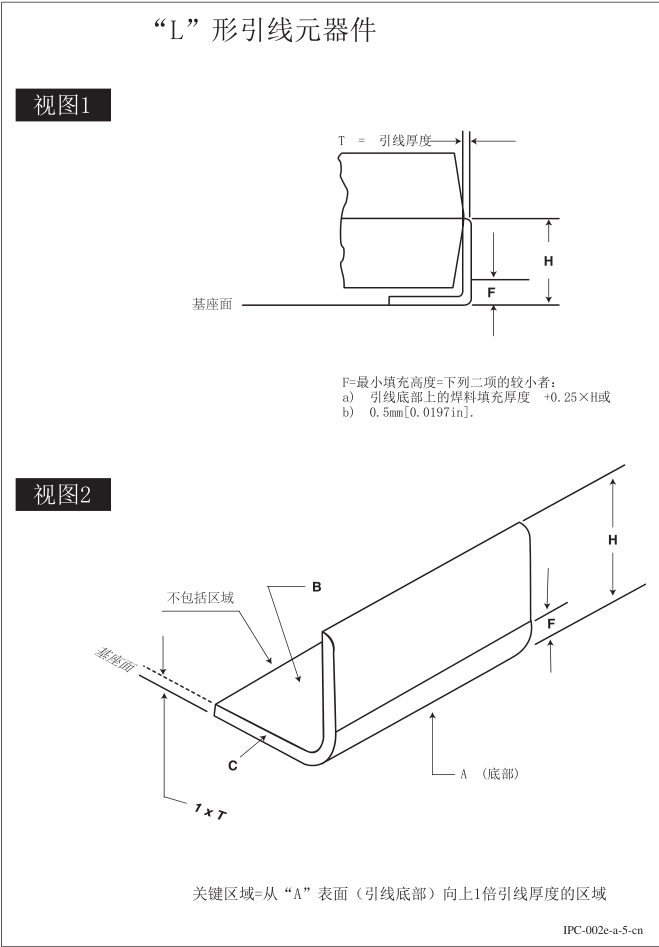 “L”形引线元器件
视图1
T = 引线厚度
H
F
基座面
F=最小填充高度=下列二项的较小者:
a) 引线底部上的焊料填充厚度 +0.25×H或
b) 0.5mm[0.0197in].
视图2
H
B
不包括区域
F
基座面
C
A (底部)
1 x T
关键区域=从“A”表面（引线底部）向上1倍引线厚度的区域
IPC-002e-a-5-cn